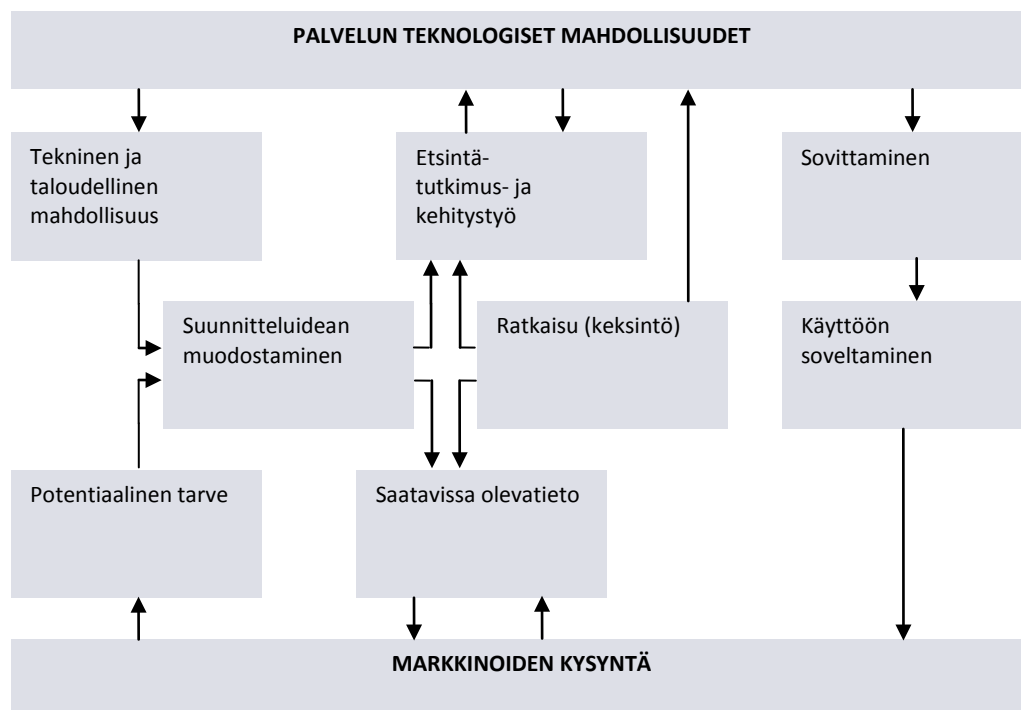 PALVELUN TEKNOLOGISET MAHDOLLISUUDET
Tekninen ja
taloudellinen
mahdollisuus
Etsintä-
tutkimus- ja
kehitystyö
Sovittaminen
Suunnitteluidean
muodostaminen
Ratkaisu (keksintö)
Käyttöön
soveltaminen
Potentiaalinen tarve
Saatavissa olevatieto
MARKKINOIDEN KYSYNTÄ